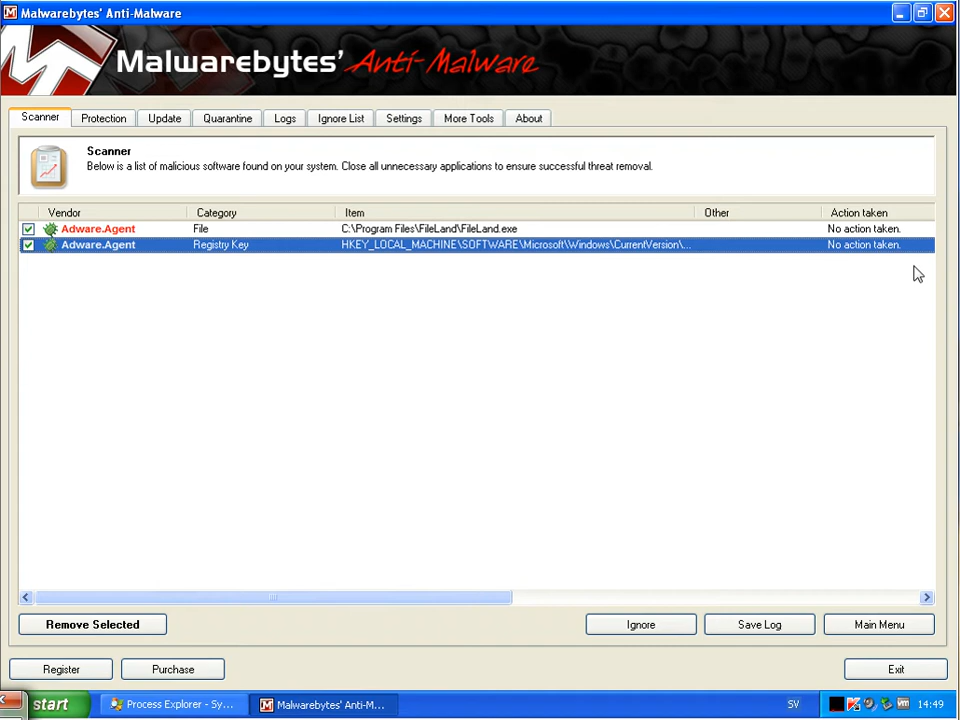 Malwarebytes' Anti-Malware
Malwarebytes' Anti-Malware
Scanner Protection Update Quarantine Logs Ignore List Settings More Tools About
Scanner
Below is a list of malicious software found on your system. Close all unnecessary applications to ensure successful threat removal.
Vendor Category Item Other Action taken
Adware.Agent File C:\Program Files\FileLand\FileLand.exe No action taken.
Adware.Agent Registry Key HKEY_LOCAL_MACHINE\SOFTWARE\Microsoft\Windows\CurrentVersion\... No action taken.
Remove Selected Ignore Save Log Main Menu
Register Purchase Exit
start Process Explorer - Sy... Malwarebytes' Anti-M... SV 14:49